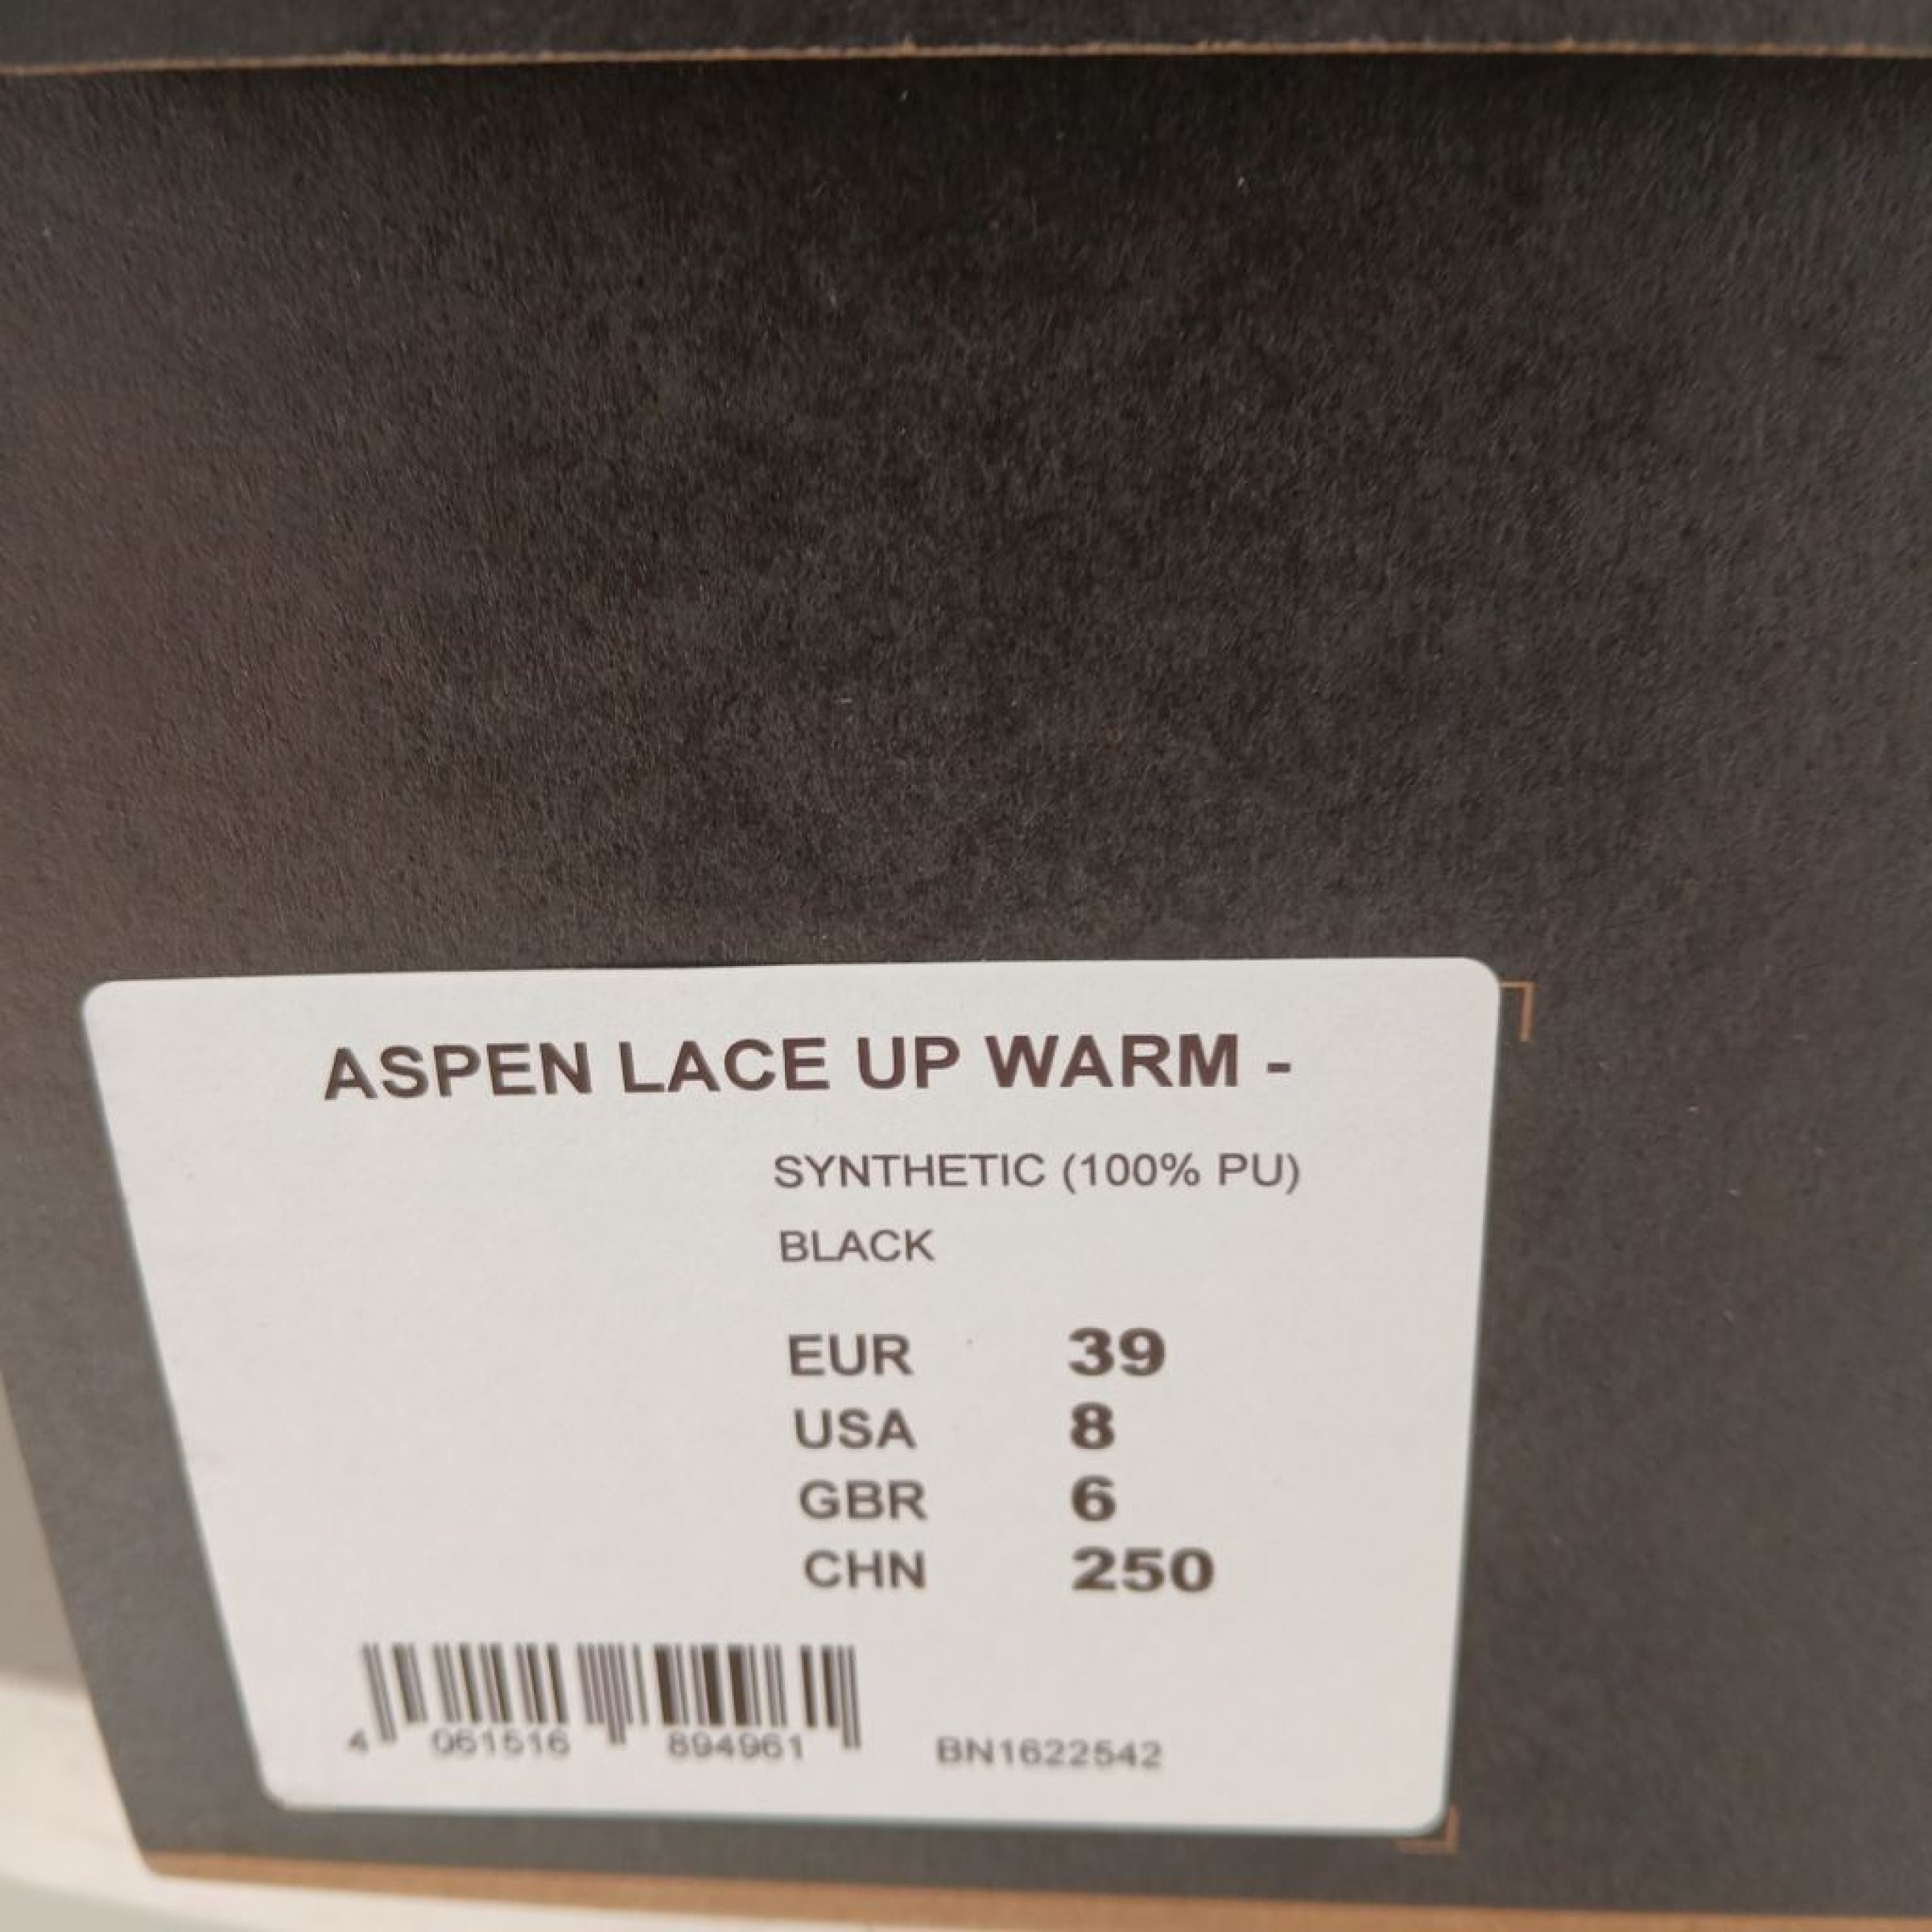 ASPEN LACE UP WARM -
SYNTHETIC (100% PU)
BLACK
EUR 39
USA 8
GBR 6
CHN 250
4 061516 894961 BN1622542